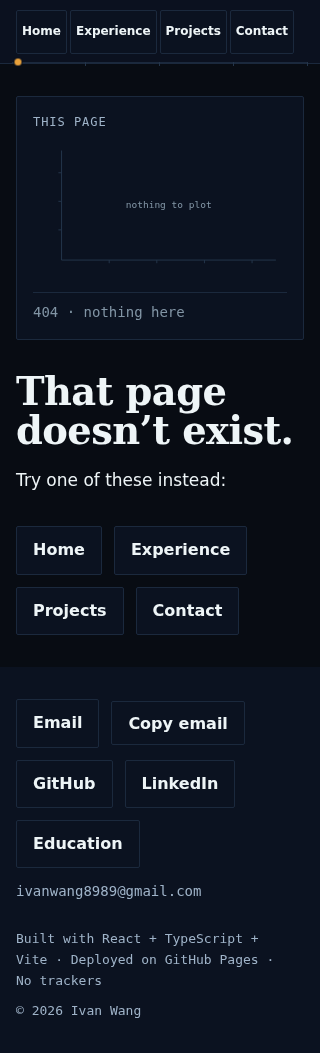 Home Experience Projects Contact
THIS PAGE
nothing to plot
404 · nothing here
That page
doesn’t exist.
Try one of these instead:
Home Experience
Projects Contact
Email Copy email
GitHub LinkedIn
Education
ivanwang8989@gmail.com
Built with React + TypeScript +
Vite · Deployed on GitHub Pages ·
No trackers
© 2026 Ivan Wang